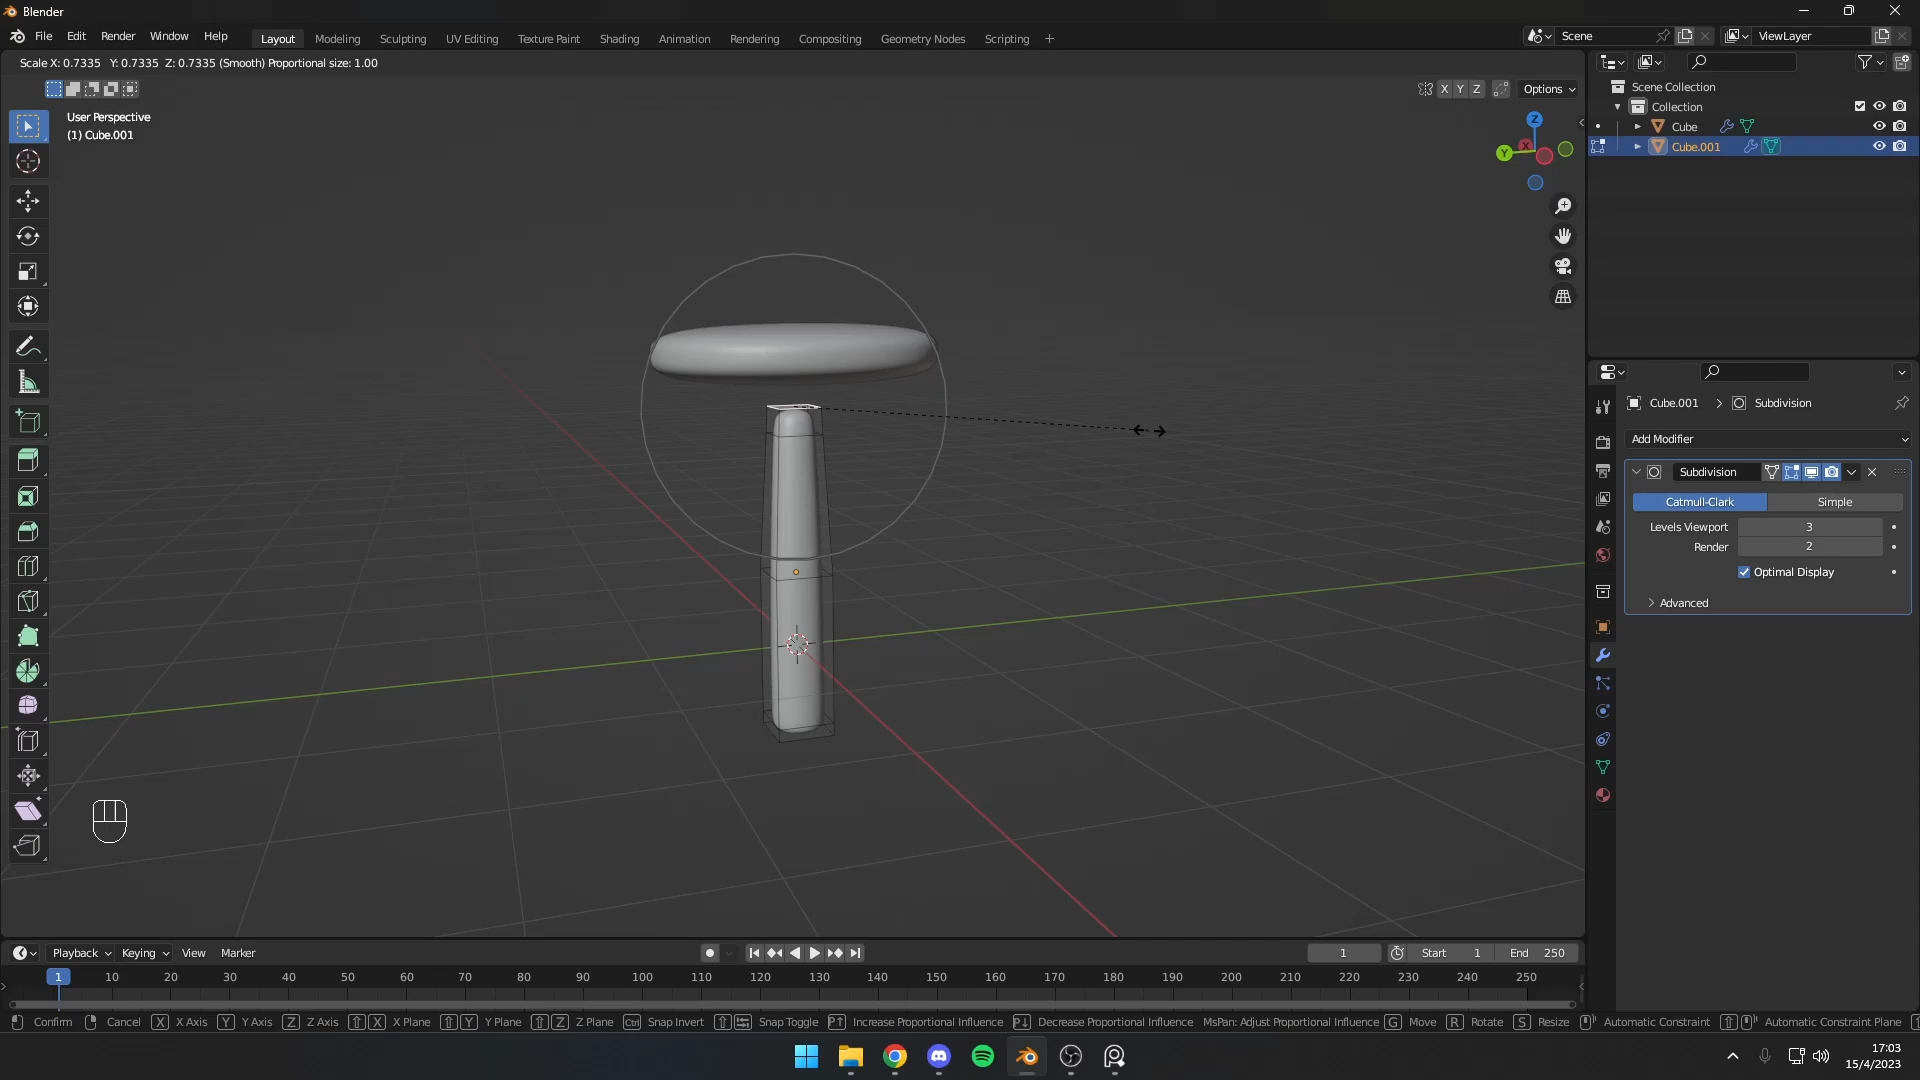 Blender
File Edit Render Window Help Layout Modeling Sculpting UV Editing Texture Paint Shading Animation Rendering Compositing Geometry Nodes Scripting + Scene ViewLayer
Scale X: 0.7335 Y: 0.7335 Z: 0.7335 (Smooth) Proportional size: 1.00
X Y Z Options
User Perspective
(1) Cube.001
Z
X
Y
Scene Collection
Collection
Cube
Cube.001
Cube.001 > Subdivision
Add Modifier
Subdivision
Catmull-Clark Simple
Levels Viewport 3
Render 2
Optimal Display
Advanced
Playback Keying View Marker 1 Start 1 End 250
1 10 20 30 40 50 60 70 80 90 100 110 120 130 140 150 160 170 180 190 200 210 220 230 240 250
Confirm Cancel X X Axis Y Y Axis Z Z Axis X X Plane Y Y Plane Z Z Plane Ctrl Snap Invert Snap Toggle P Increase Proportional Influence P Decrease Proportional Influence MsPan: Adjust Proportional Influence G Move R Rotate S Resize Automatic Constraint Automatic Constraint Plane
17:03
15/4/2023